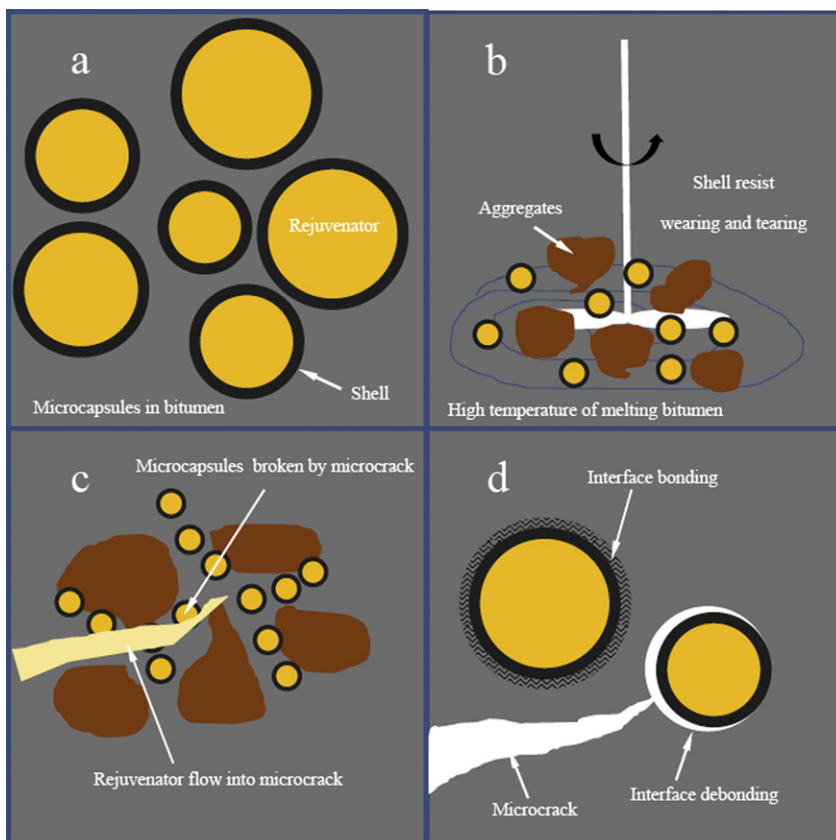 a
Rejuvenator
Shell
Microcapsules in bitumen
b
Shell resist
wearing and tearing
Aggregates
High temperature of melting bitumen
c
Microcapsules broken by microcrack
Rejuvenator flow into microcrack
d
Interface bonding
Microcrack
Interface debonding